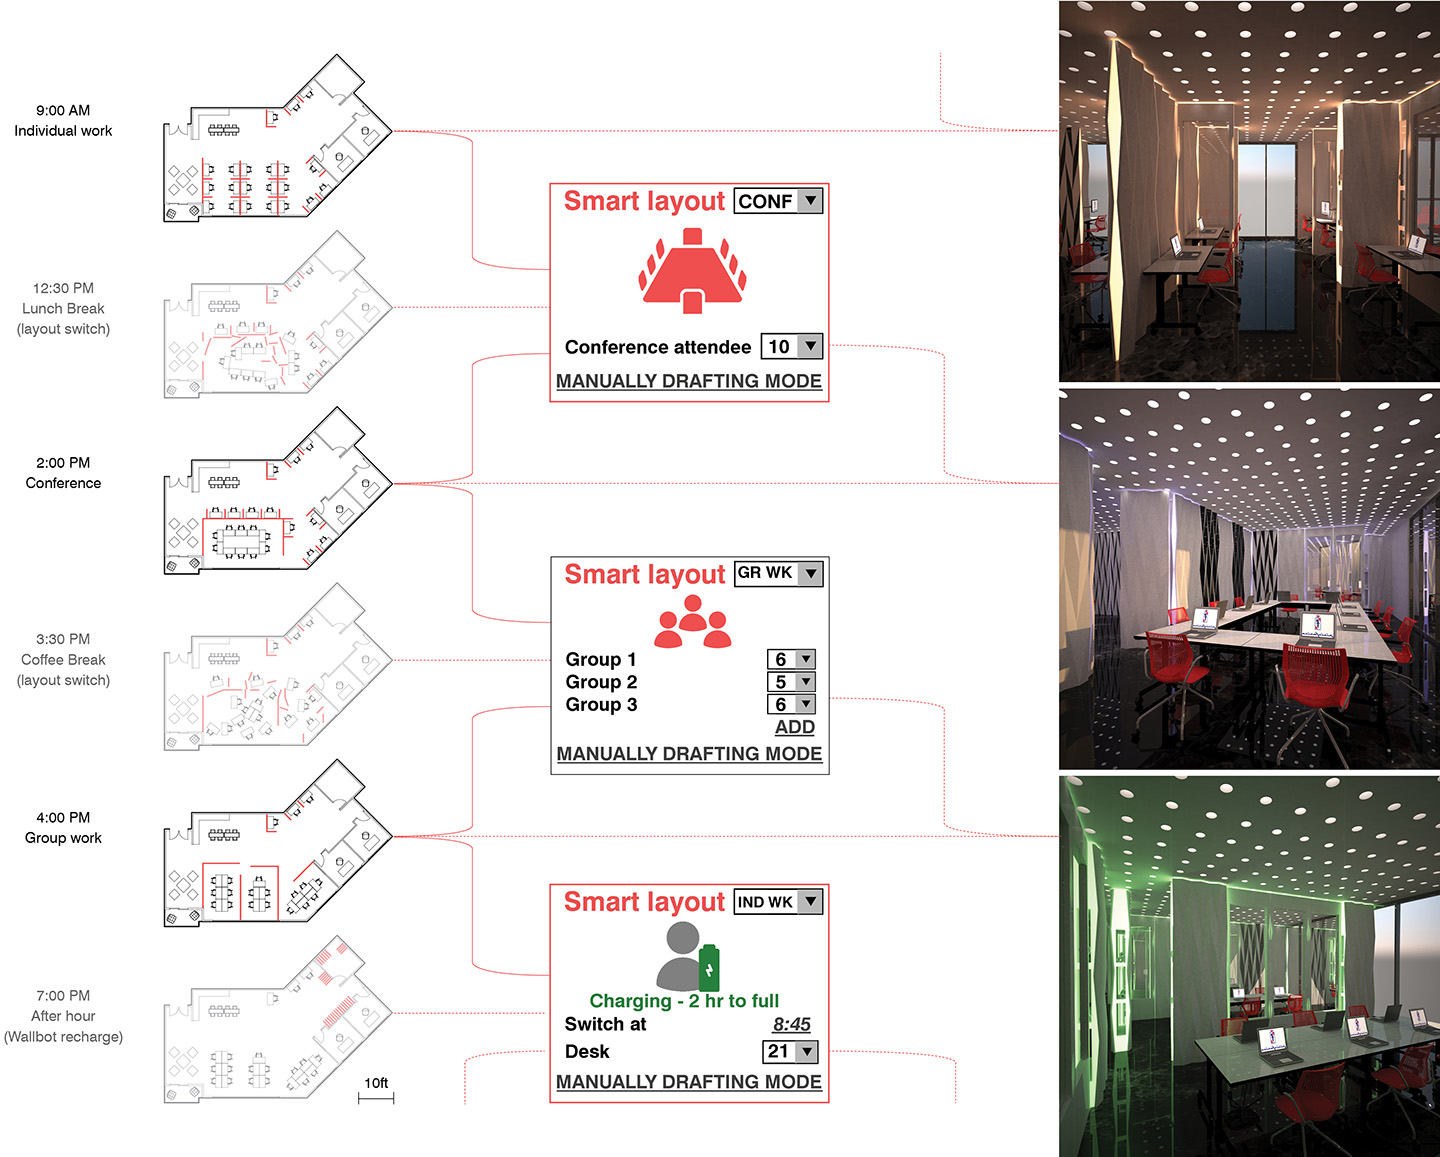 9:00 AM
Individual work
12:30 PM
Lunch Break
(layout switch)
2:00 PM
Conference
3:30 PM
Coffee Break
(layout switch)
4:00 PM
Group work
7:00 PM
After hour
(Wallbot recharge)
10ft
Smart layout CONF
Conference attendee 10
MANUALLY DRAFTING MODE
Smart layout GR WK
Group 1 6
Group 2 5
Group 3 6
ADD
MANUALLY DRAFTING MODE
Smart layout IND WK
Charging - 2 hr to full
Switch at 8:45
Desk 21
MANUALLY DRAFTING MODE